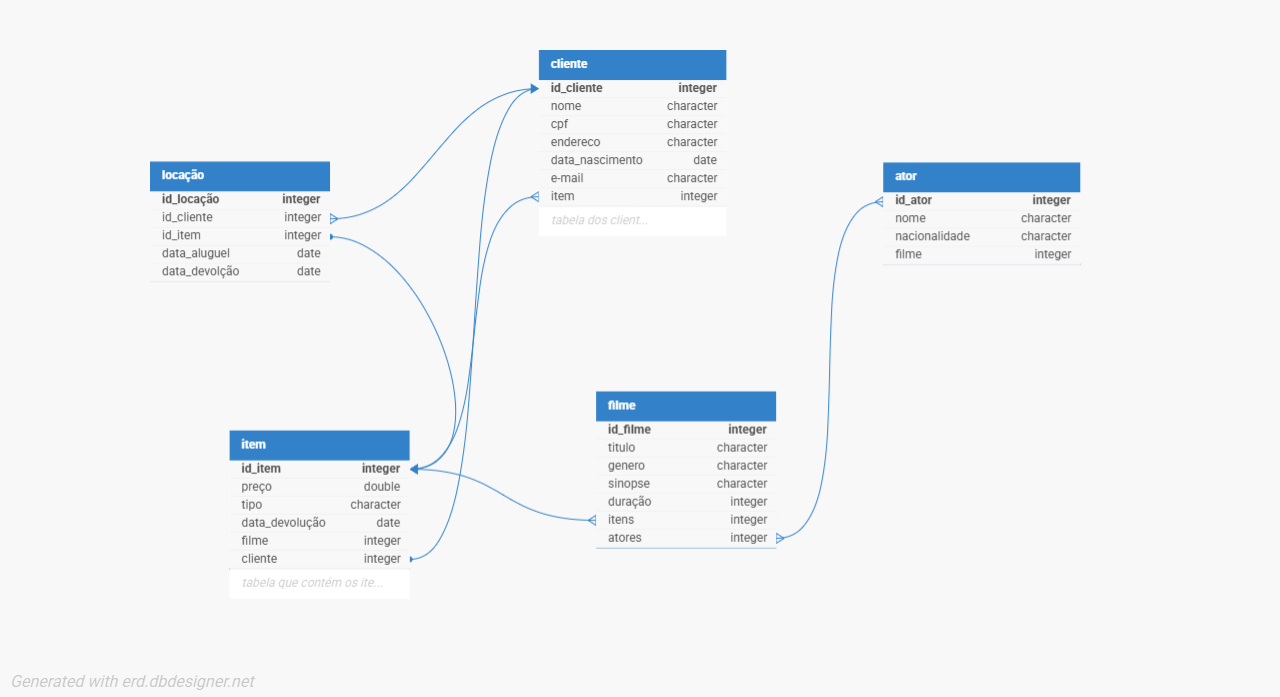 cliente
id_cliente integer
nome character
cpf character
endereco character
data_nascimento date
e-mail character
item integer
tabela dos client...
locação
id_locação integer
id_cliente integer
id_item integer
data_aluguel date
data_devolção date
ator
id_ator integer
nome character
nacionalidade character
filme integer
item
id_item integer
preço double
tipo character
data_devolução date
filme integer
cliente integer
tabela que contém os ite...
filme
id_filme integer
titulo character
genero character
sinopse character
duração integer
itens integer
atores integer
Generated with erd.dbdesigner.net